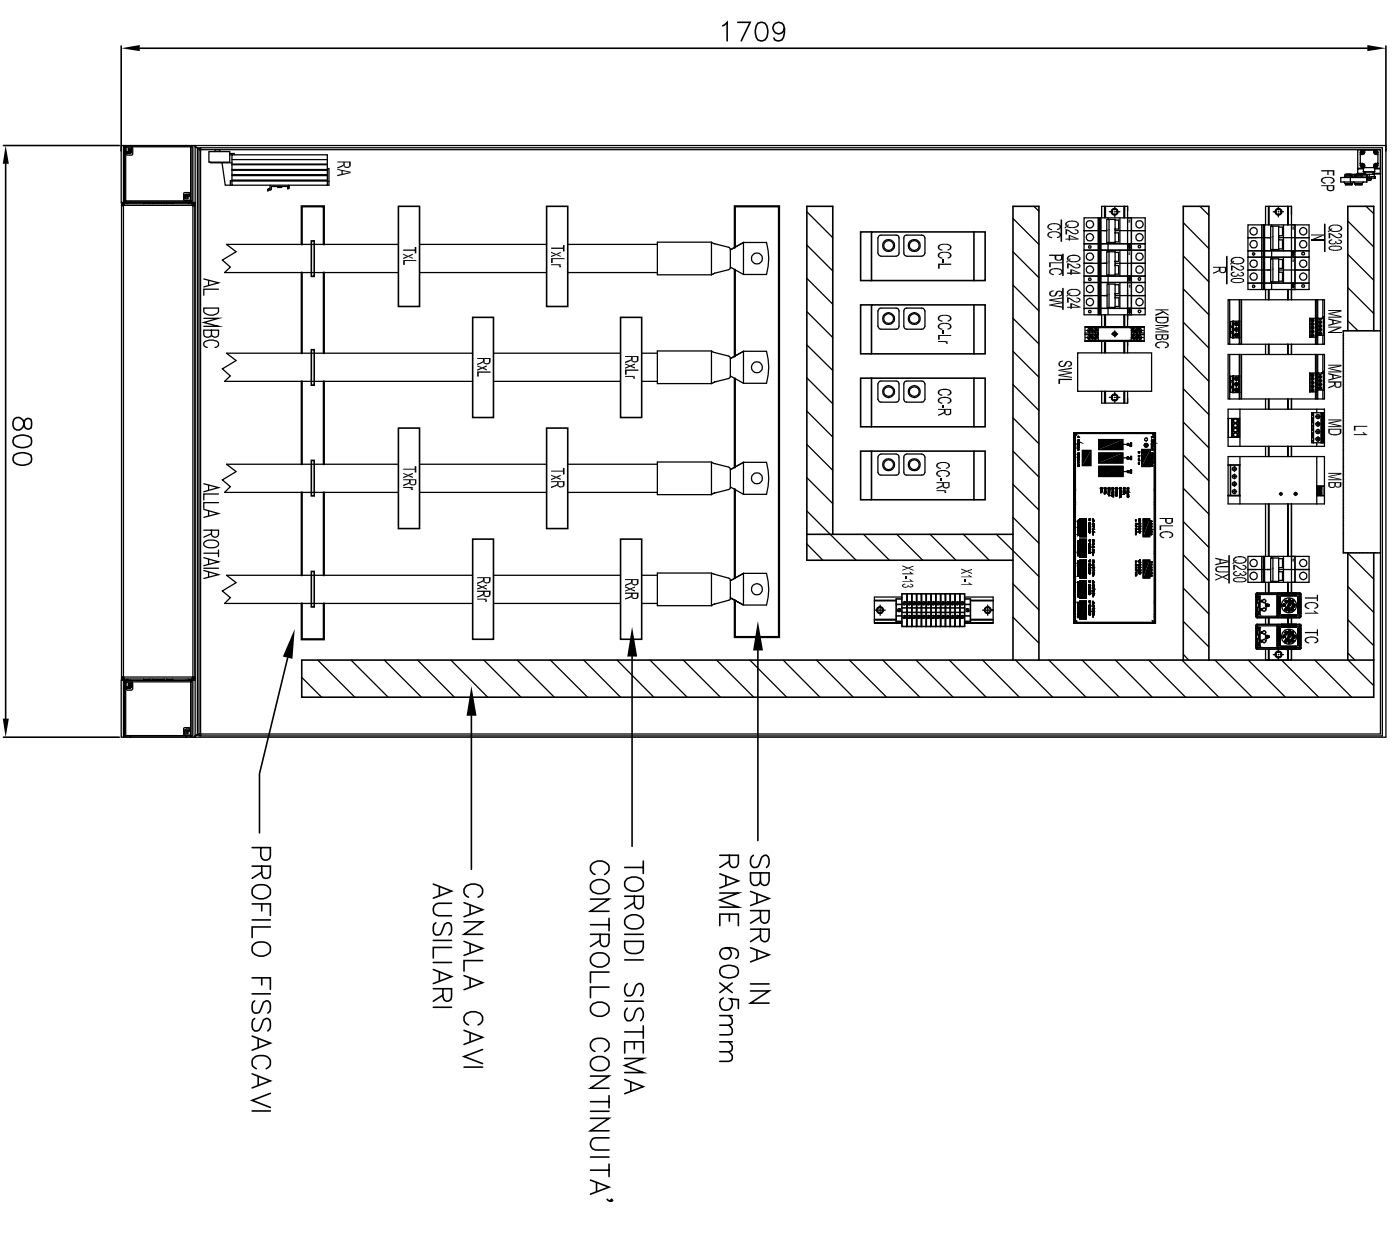 1709
800
FCP
L1
Q230
N
Q230
R
MAN
MAR
MD
MB
Q230
AUX
TC1
TC
Q24
CC
Q24
PLC
Q24
SW
KDMBC
SWL
PLC
CC-L
CC-Lr
CC-R
CC-Rr
X1-1
X1-13
TxLr
RxLr
TxR
RxR
TxL
RxL
TxRr
RxRr
RA
AL DMBC
ALLA ROTAIA
SBARRA IN
RAME 60x5mm
TOROIDI SISTEMA
CONTROLLO CONTINUITA'
CANALA CAVI
AUSILIARI
PROFILO FISSACAVI